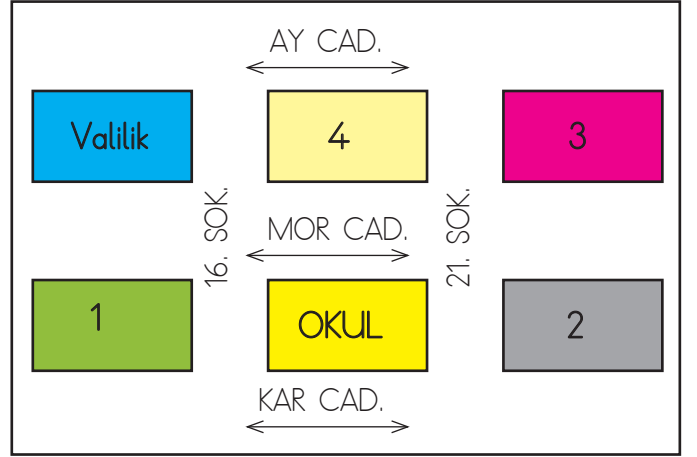 AY CAD.
Valilik
4
3
16. SOK.
MOR CAD.
21. SOK.
1
OKUL
2
KAR CAD.